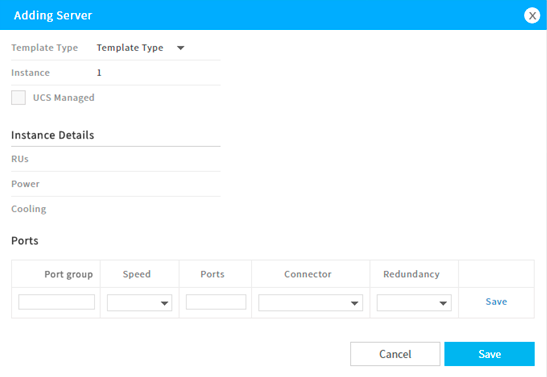 Adding Server
X
Template Type Template Type
Instance 1
UCS Managed
Instance Details
RUs
Power
Cooling
Ports
Port group Speed Ports Connector Redundancy
Save
Cancel Save